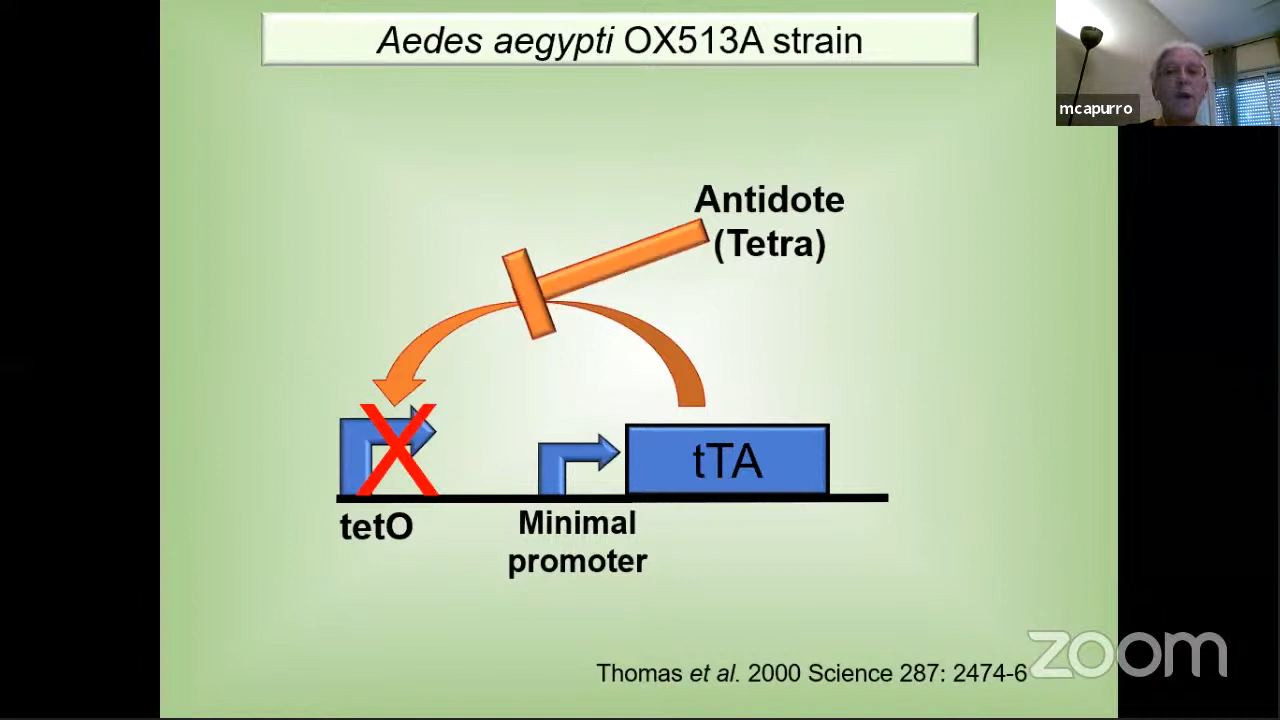 Aedes aegypti OX513A strain
mcapurro
Antidote
(Tetra)
X
tTA
tetO
Minimal
promoter
Thomas et al. 2000 Science 287: 2474-6
zoom